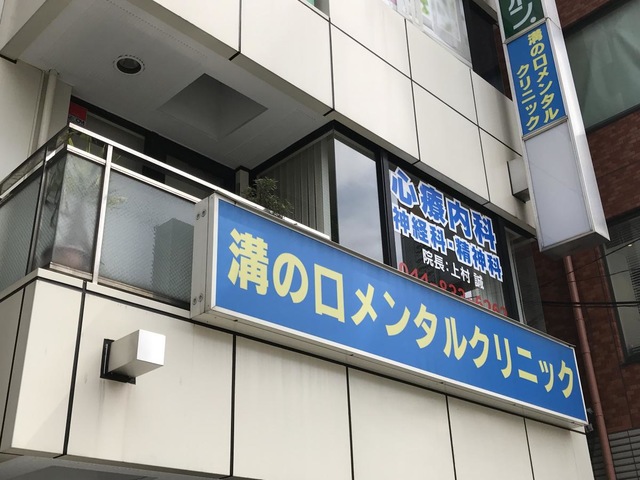 溝の口メンタルクリニック
心療内科
神経科・精神科
院長:上村 誠
溝の口メンタル
クリニック